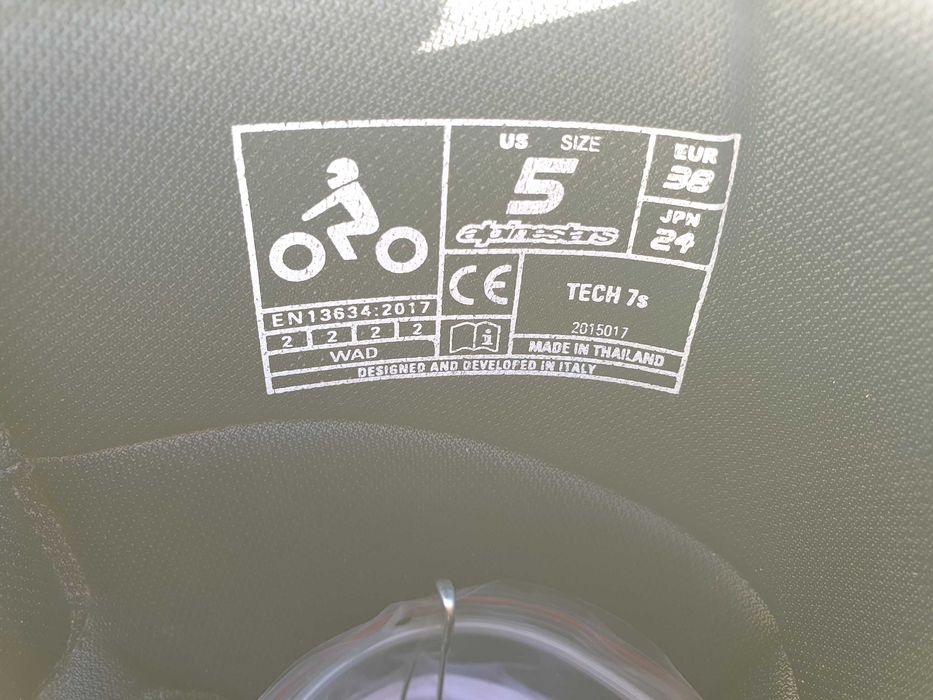 US SIZE
5
alpinestars
EUR
38
JPN
24
EN13634:2017
2 2 2 2
WAD
CE
i
TECH 7s
2015017
MADE IN THAILAND
DESIGNED AND DEVELOPED IN ITALY